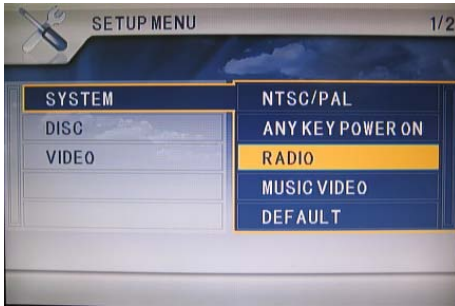 SETUP MENU
1/2
SYSTEM
DISC
VIDEO
NTSC/PAL
ANY KEY POWER ON
RADIO
MUSIC VIDEO
DEFAULT